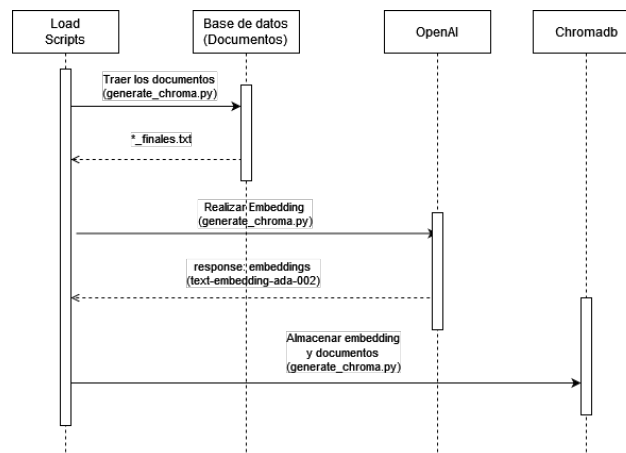 Load
Scripts
Base de datos
(Documentos)
OpenAI
Chromadb
Traer los documentos
(generate_chroma.py)
*_finales.txt
Realizar Embedding
(generate_chroma.py)
response: embeddings
(text-embedding-ada-002)
Almacenar embedding
y documentos
(generate_chroma.py)